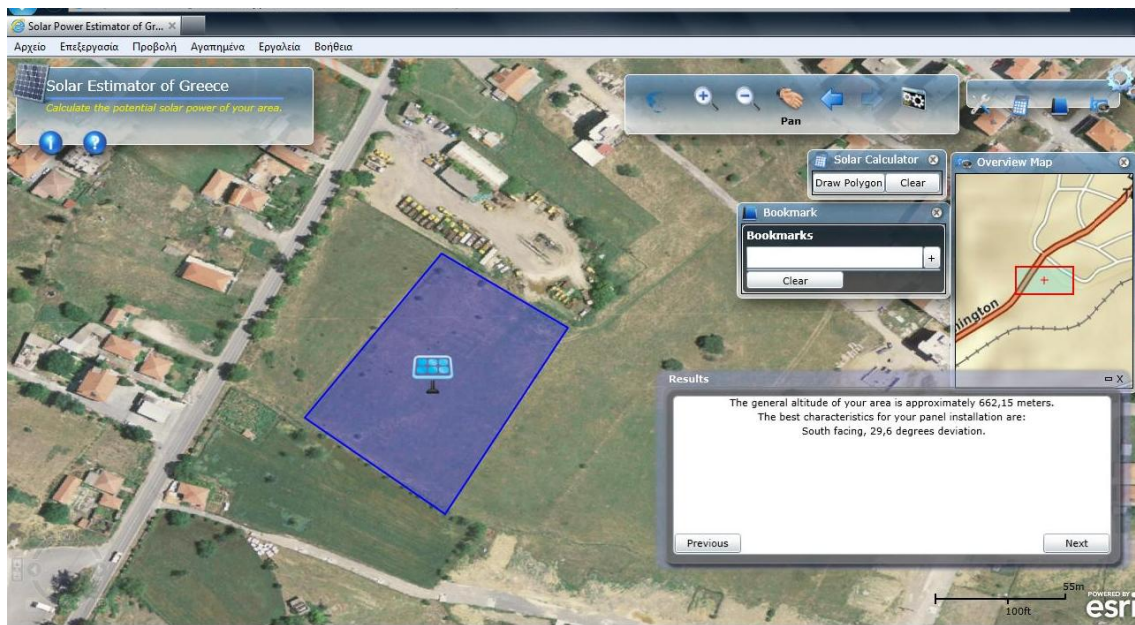 Solar Power Estimator of Gr...
Αρχείο Επεξεργασία Προβολή Αγαπημένα Εργαλεία Βοήθεια
Solar Estimator of Greece
Calculate the potential solar power of your area.
Pan
Solar Calculator
Draw Polygon Clear
Overview Map
Bookmark
Bookmarks
+
Clear
mington
Results
The general altitude of your area is approximately 662,15 meters.
The best characteristics for your panel installation are:
South facing, 29,6 degrees deviation.
Previous Next
55m
100ft
POWERED BY
esri